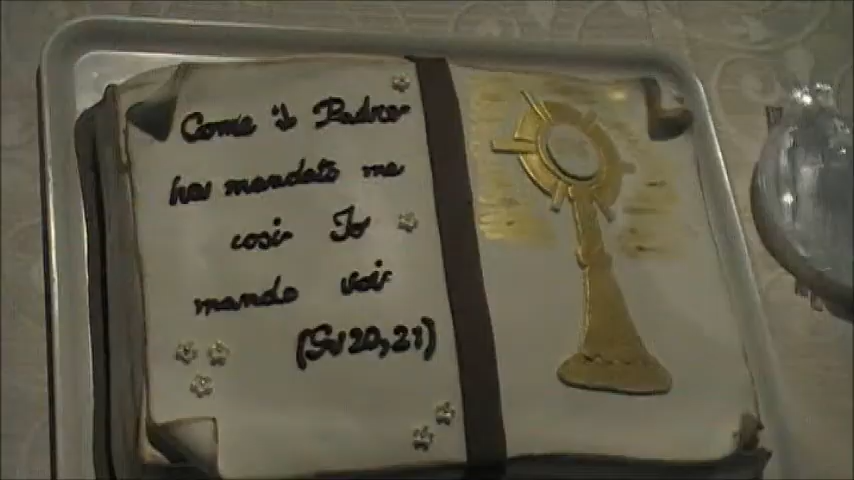 Come il Padre
ha mandato me
così Io
mando voi
(Gv 20,21)